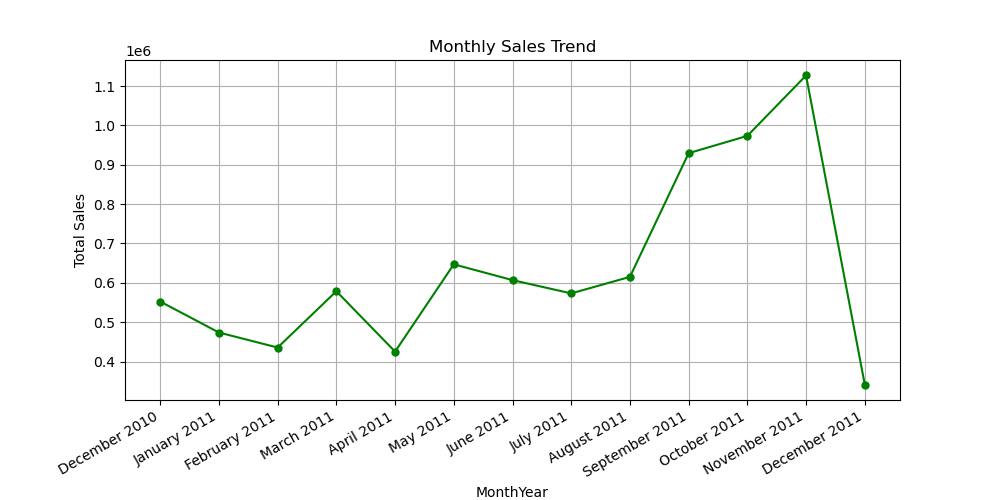 Monthly Sales Trend
1e6
1.1
1.0
0.9
0.8
0.7
0.6
0.5
0.4
Total Sales
December 2010
January 2011
February 2011
March 2011
April 2011
May 2011
June 2011
July 2011
August 2011
September 2011
October 2011
November 2011
December 2011
MonthYear